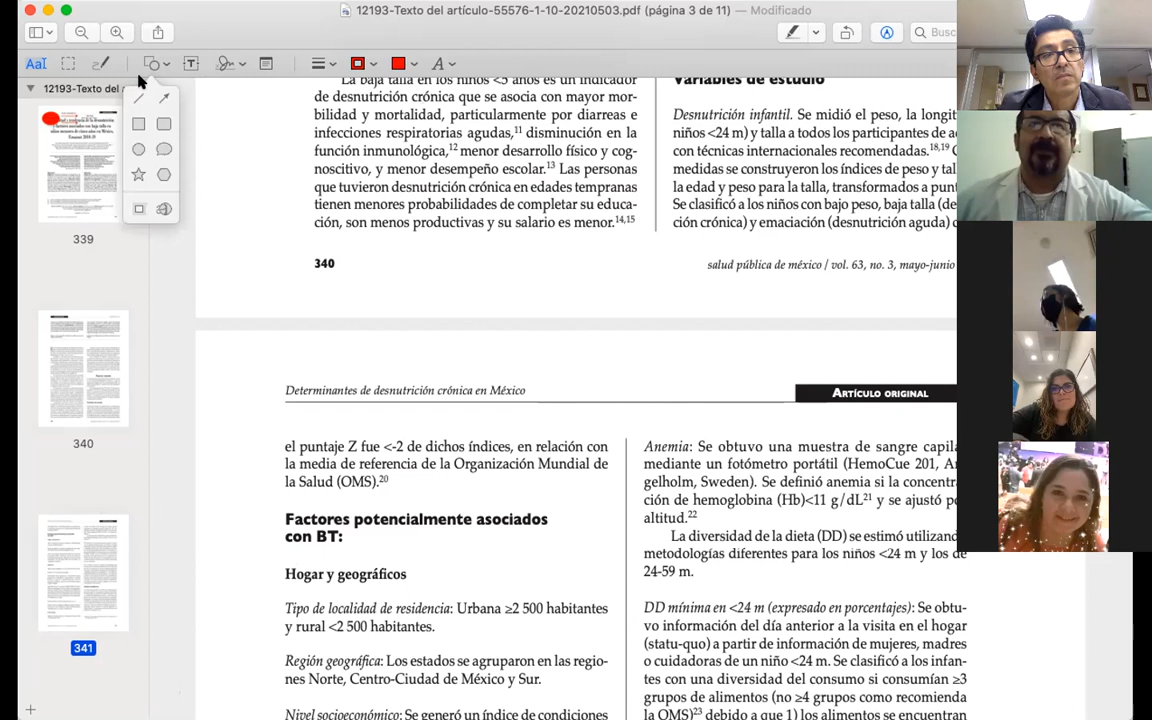 12193-Texto del artículo-55576-1-10-20210503.pdf (página 3 de 11) — Modificado
Busc
AaI
T
A
12193-Texto del a
339
340
341
La baja talla en los niños <5 años es un indicador
de desnutrición crónica que se asocia con mayor mor-
bilidad y mortalidad, particularmente por diarreas e
infecciones respiratorias agudas,11 disminución en la
función inmunológica,12 menor desarrollo físico y cog-
noscitivo, y menor desempeño escolar.13 Las personas
que tuvieron desnutrición crónica en edades tempranas
tienen menores probabilidades de completar su educa-
ción, son menos productivas y su salario es menor.14,15
Variables de estudio
Desnutrición infantil. Se midió el peso, la longit
niños <24 m) y talla a todos los participantes de ac
con técnicas internacionales recomendadas.18,19 C
medidas se construyeron los índices de peso y tal
la edad y peso para la talla, transformados a punt
Se clasificó a los niños con bajo peso, baja talla (de
ción crónica) y emaciación (desnutrición aguda) c
340
salud pública de méxico / vol. 63, no. 3, mayo-junio
Determinantes de desnutrición crónica en México
Artículo original
el puntaje Z fue <-2 de dichos índices, en relación con
la media de referencia de la Organización Mundial de
la Salud (OMS).20
Factores potencialmente asociados
con BT:
Hogar y geográficos
Tipo de localidad de residencia: Urbana ≥2 500 habitantes
y rural <2 500 habitantes.
Región geográfica: Los estados se agruparon en las regio-
nes Norte, Centro-Ciudad de México y Sur.
Nivel socioeconómico: Se generó un índice de condiciones
Anemia: Se obtuvo una muestra de sangre capila
mediante un fotómetro portátil (HemoCue 201, Án
gelholm, Sweden). Se definió anemia si la concentra
ción de hemoglobina (Hb)<11 g/dL21 y se ajustó po
altitud.22
La diversidad de la dieta (DD) se estimó utilizand
metodologías diferentes para los niños <24 m y los de
24-59 m.
DD mínima en <24 m (expresado en porcentajes): Se obtu-
vo información del día anterior a la visita en el hogar
(statu-quo) a partir de información de mujeres, madres
o cuidadoras de un niño <24 m. Se clasificó a los infan-
tes con una diversidad del consumo si consumían ≥3
grupos de alimentos (no ≥4 grupos como recomienda
la OMS)23 debido a que 1) los alimentos se encuentran